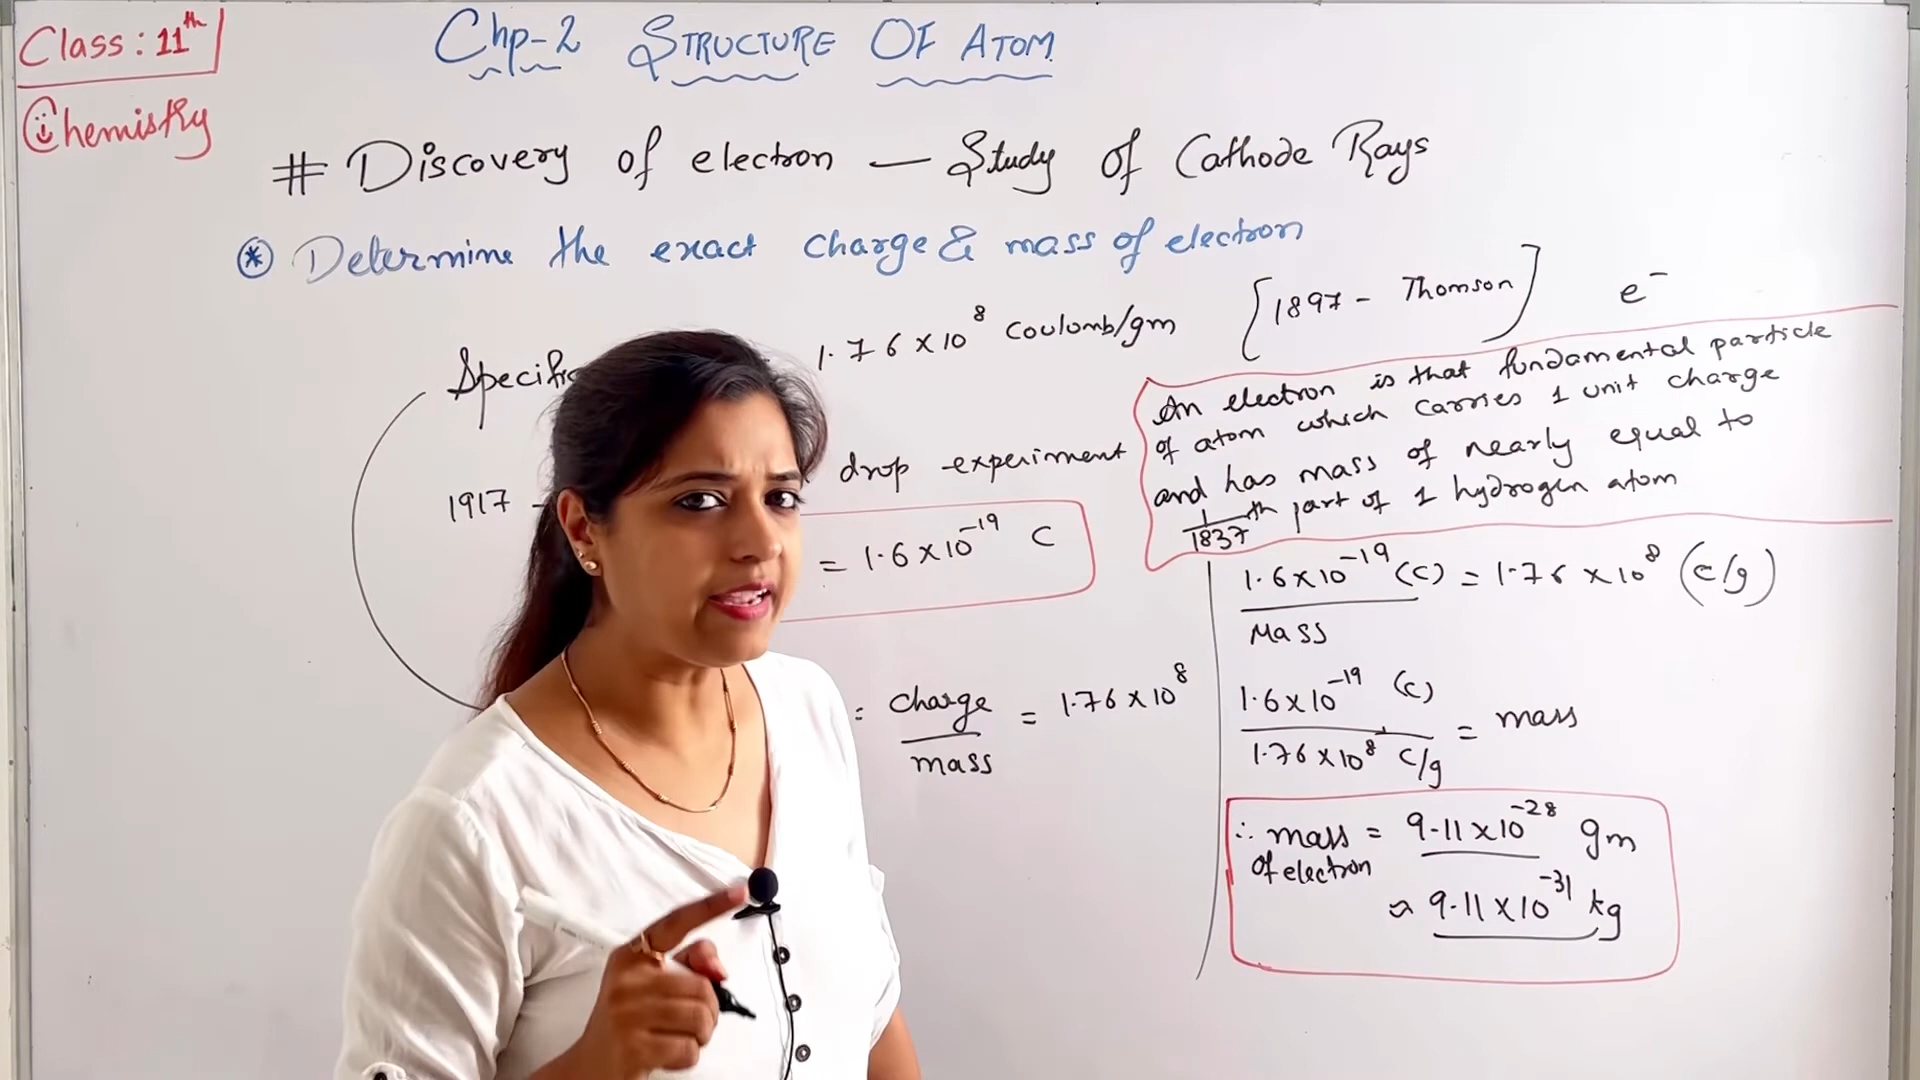 Class : 11th
Chemistry
Chp-2 STRUCTURE OF ATOM
# Discovery of electron — Study of Cathode Rays
* Determine the exact charge & mass of electron
1.76 x 10^8 Coulomb/gm
[1897 - Thomson] e⁻
An electron is that fundamental particle
of atom which carries 1 unit charge
and has mass of nearly equal to
1/1837th part of 1 hydrogen atom
1917 - drop experiment
= 1.6 x 10^-19 C
= charge/mass = 1.76 x 10^8
1.6 x 10^-19 (C)/Mass = 1.76 x 10^8 (c/g)
1.6 x 10^-19 (C)/1.76 x 10^8 C/g = mass
∴ mass = 9.11 x 10^-28 gm
of electron
≈ 9.11 x 10^-31 kg